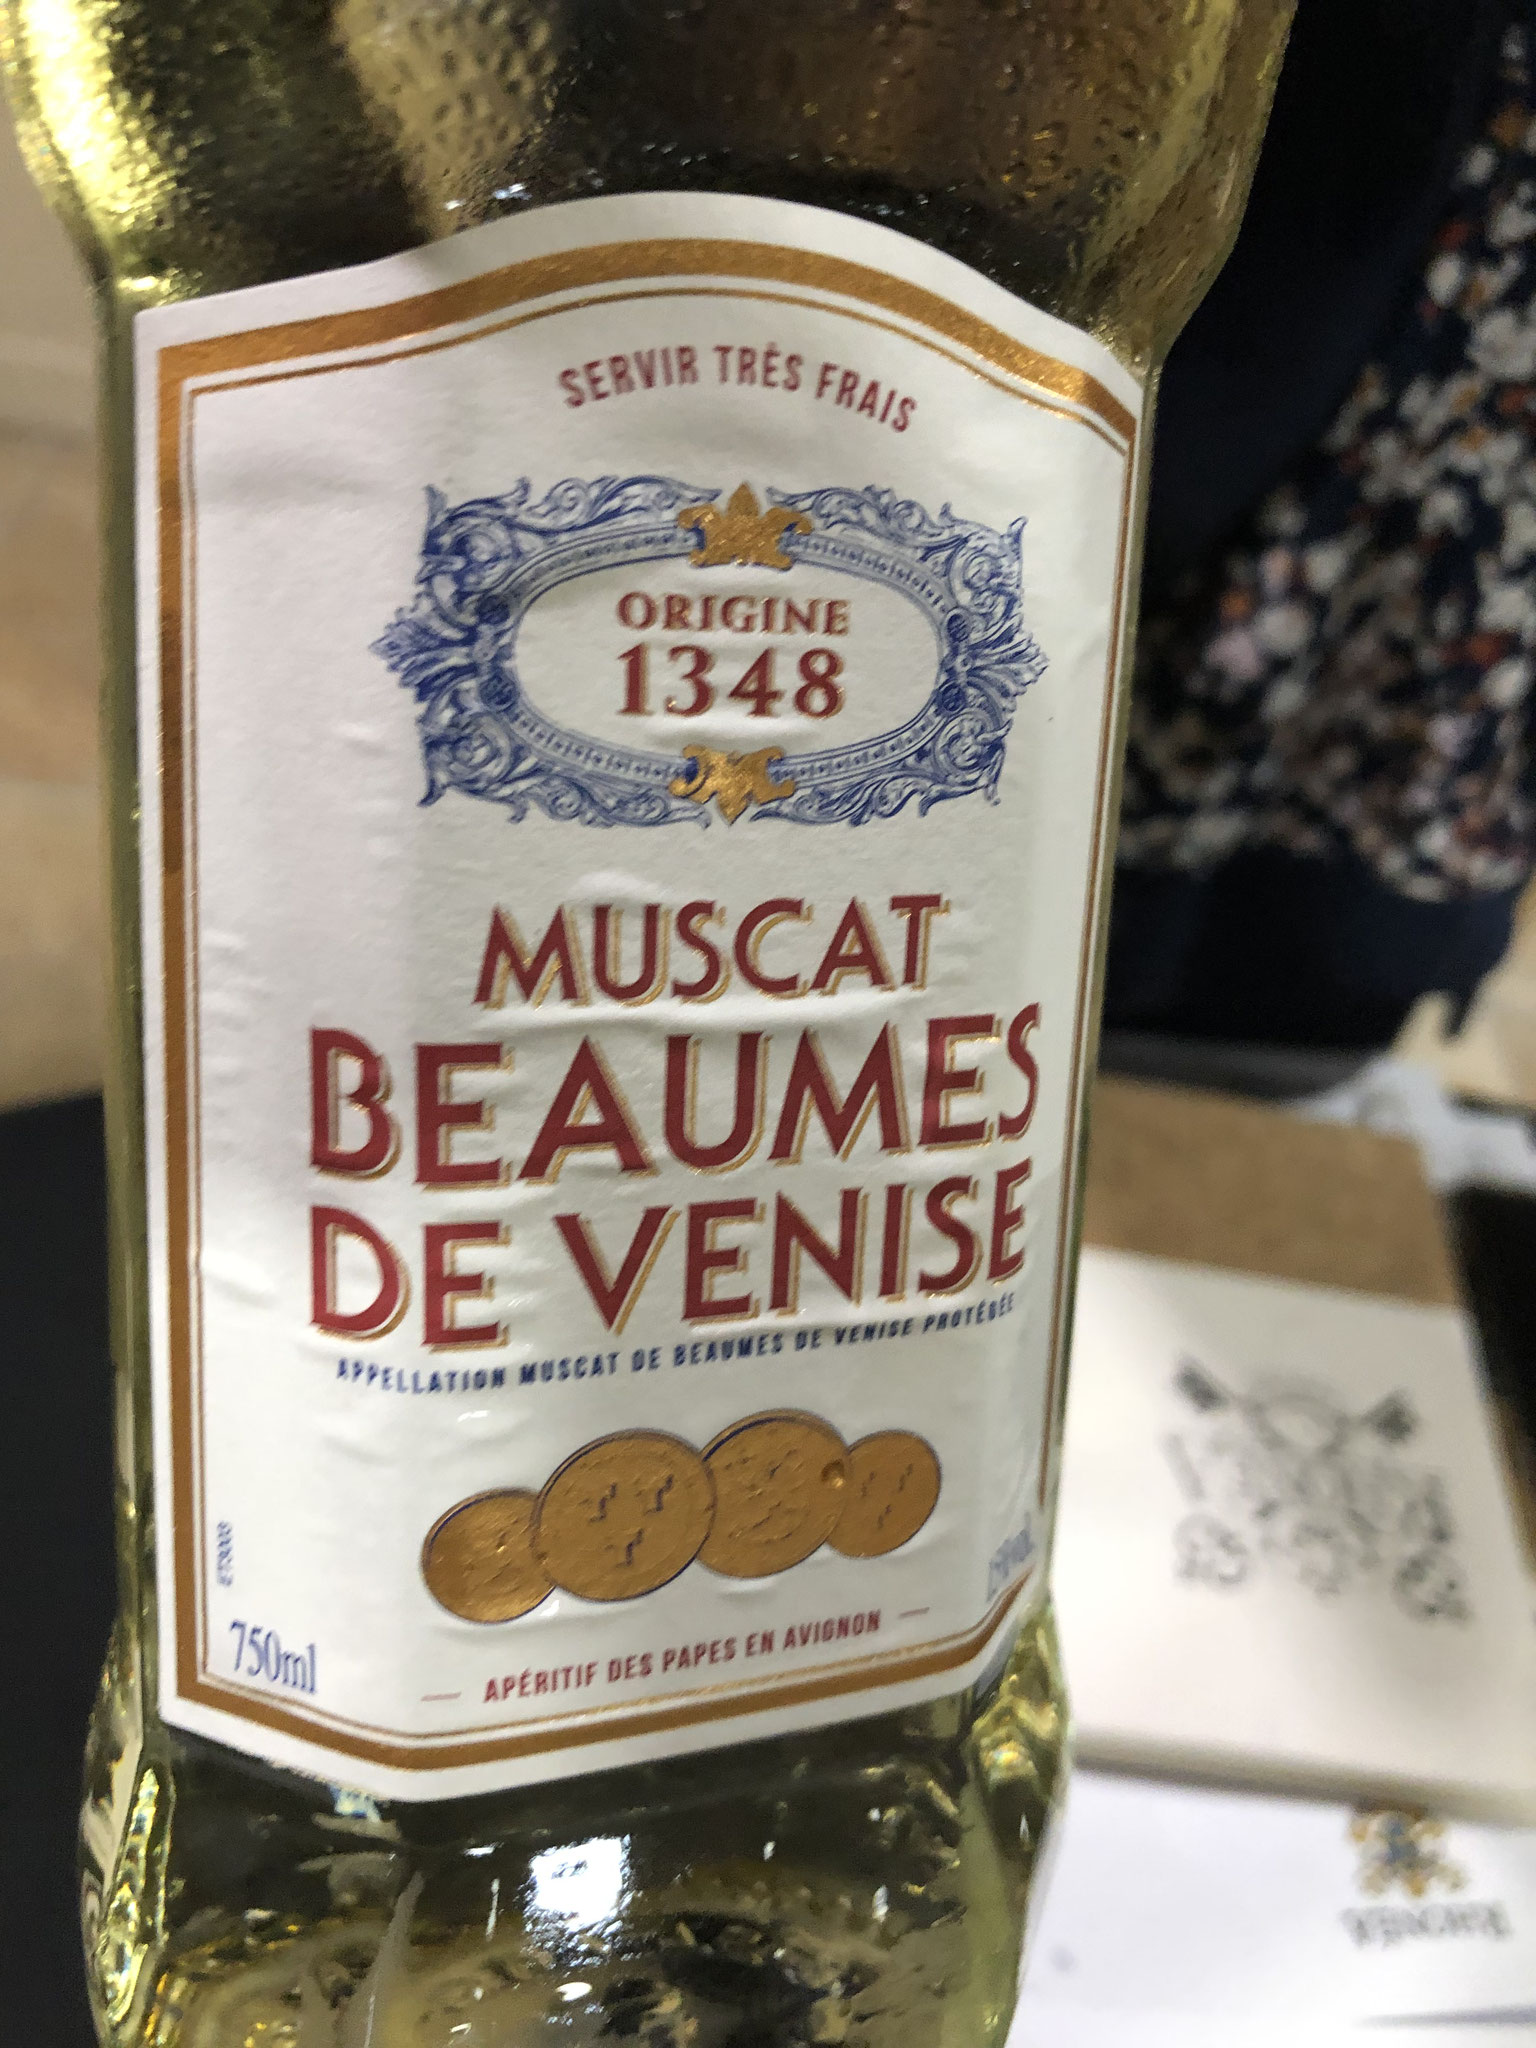 SERVIR TRÈS FRAIS
ORIGINE
1348
MUSCAT
BEAUMES
DE VENISE
APPELLATION MUSCAT DE BEAUMES DE VENISE PROTÉGÉE
750ml
APÉRITIF DES PAPES EN AVIGNON